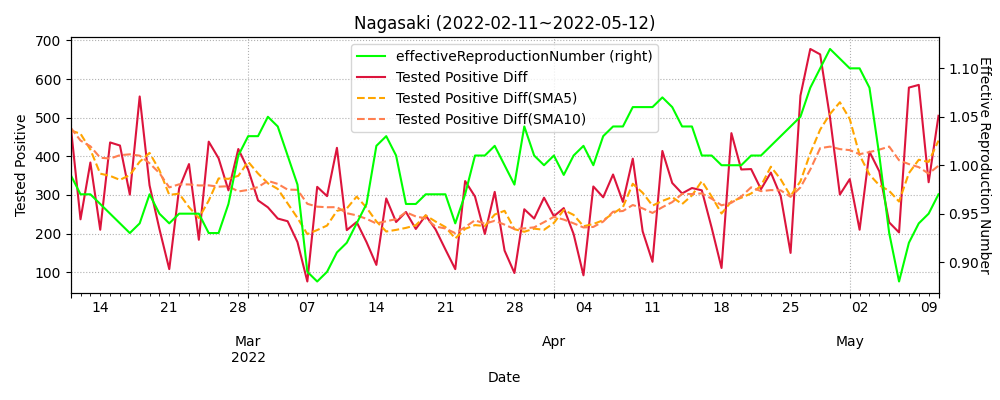 Nagasaki (2022-02-11~2022-05-12)
effectiveReproductionNumber (right)
Tested Positive Diff
Tested Positive Diff(SMA5)
Tested Positive Diff(SMA10)
Tested Positive
700
600
500
400
300
200
100
1.10
1.05
1.00
0.95
0.90
Effective Reproduction Number
14 21 28 07 14 21 28 04 11 18 25 02 09
Mar Apr May
2022
Date